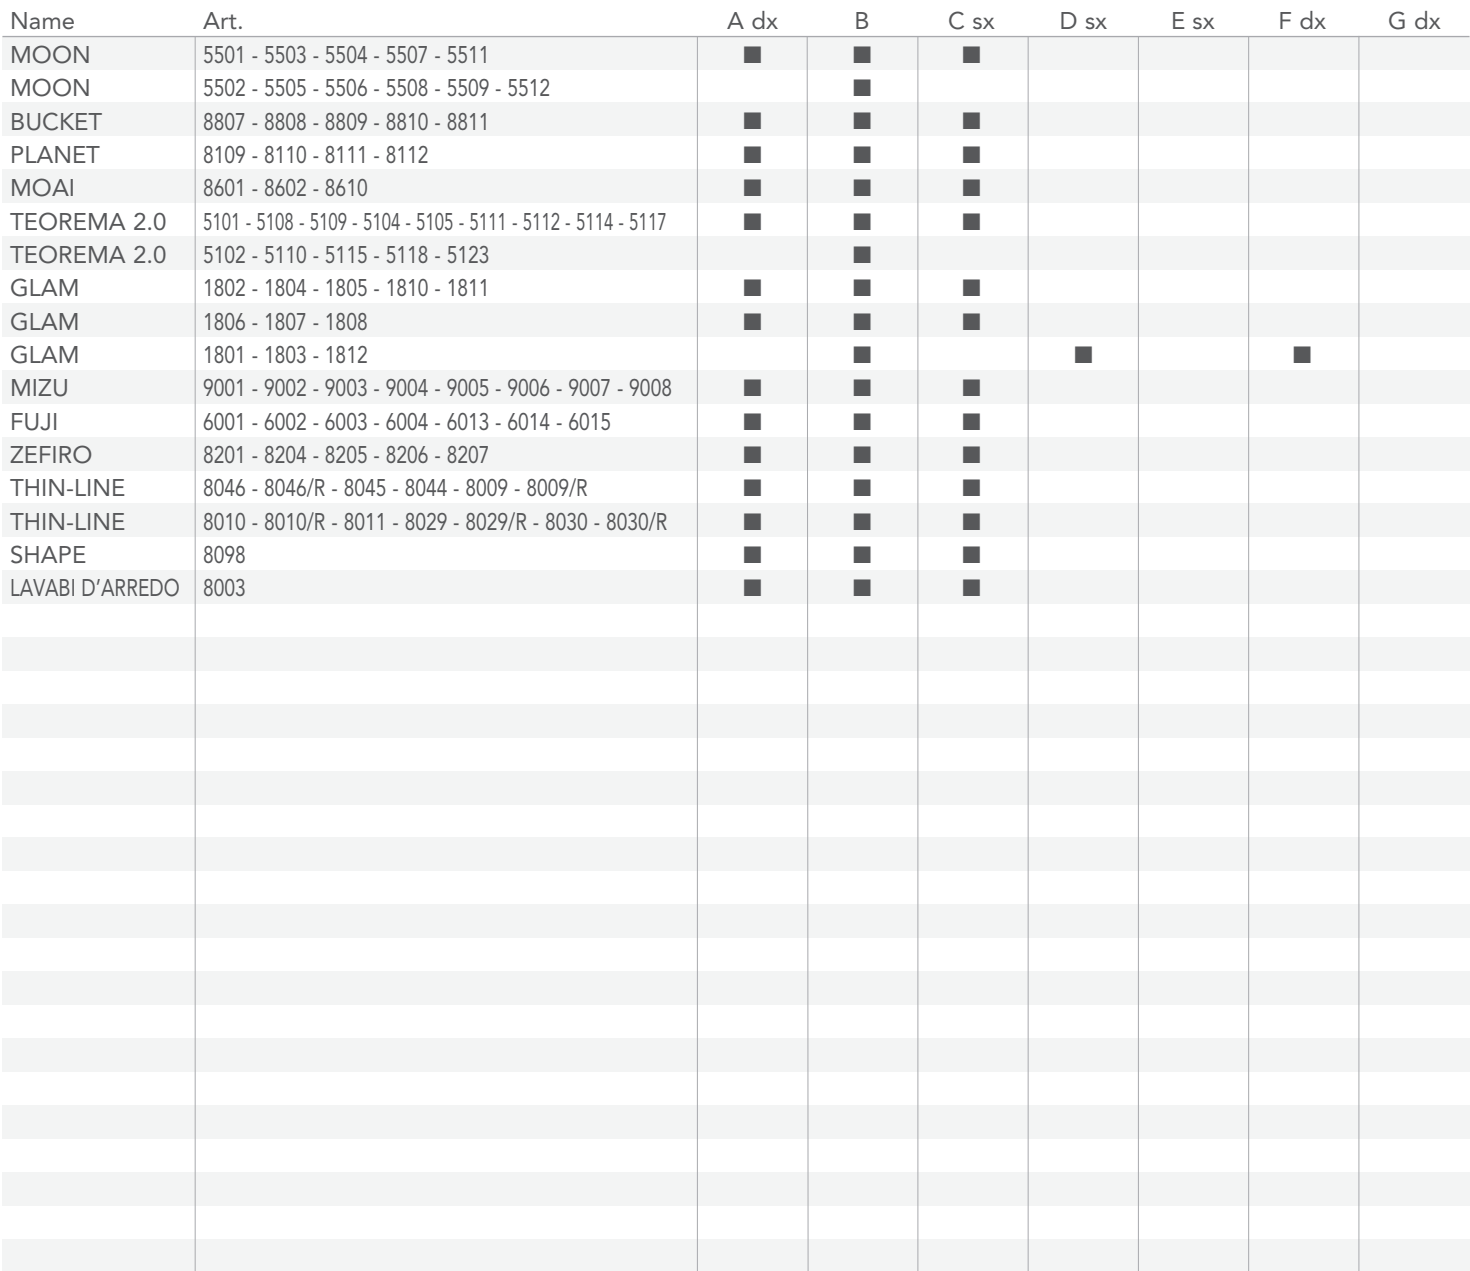 Name Art. A dx B C sx D sx E sx F dx G dx
MOON 5501 - 5503 - 5504 - 5507 - 5511 ■ ■ ■
MOON 5502 - 5505 - 5506 - 5508 - 5509 - 5512 ■
BUCKET 8807 - 8808 - 8809 - 8810 - 8811 ■ ■ ■
PLANET 8109 - 8110 - 8111 - 8112 ■ ■ ■
MOAI 8601 - 8602 - 8610 ■ ■ ■
TEOREMA 2.0 5101 - 5108 - 5109 - 5104 - 5105 - 5111 - 5112 - 5114 - 5117 ■ ■ ■
TEOREMA 2.0 5102 - 5110 - 5115 - 5118 - 5123 ■
GLAM 1802 - 1804 - 1805 - 1810 - 1811 ■ ■ ■
GLAM 1806 - 1807 - 1808 ■ ■ ■
GLAM 1801 - 1803 - 1812 ■ ■ ■
MIZU 9001 - 9002 - 9003 - 9004 - 9005 - 9006 - 9007 - 9008 ■ ■ ■
FUJI 6001 - 6002 - 6003 - 6004 - 6013 - 6014 - 6015 ■ ■ ■
ZEFIRO 8201 - 8204 - 8205 - 8206 - 8207 ■ ■ ■
THIN-LINE 8046 - 8046/R - 8045 - 8044 - 8009 - 8009/R ■ ■ ■
THIN-LINE 8010 - 8010/R - 8011 - 8029 - 8029/R - 8030 - 8030/R ■ ■ ■
SHAPE 8098 ■ ■ ■
LAVABI D’ARREDO 8003 ■ ■ ■